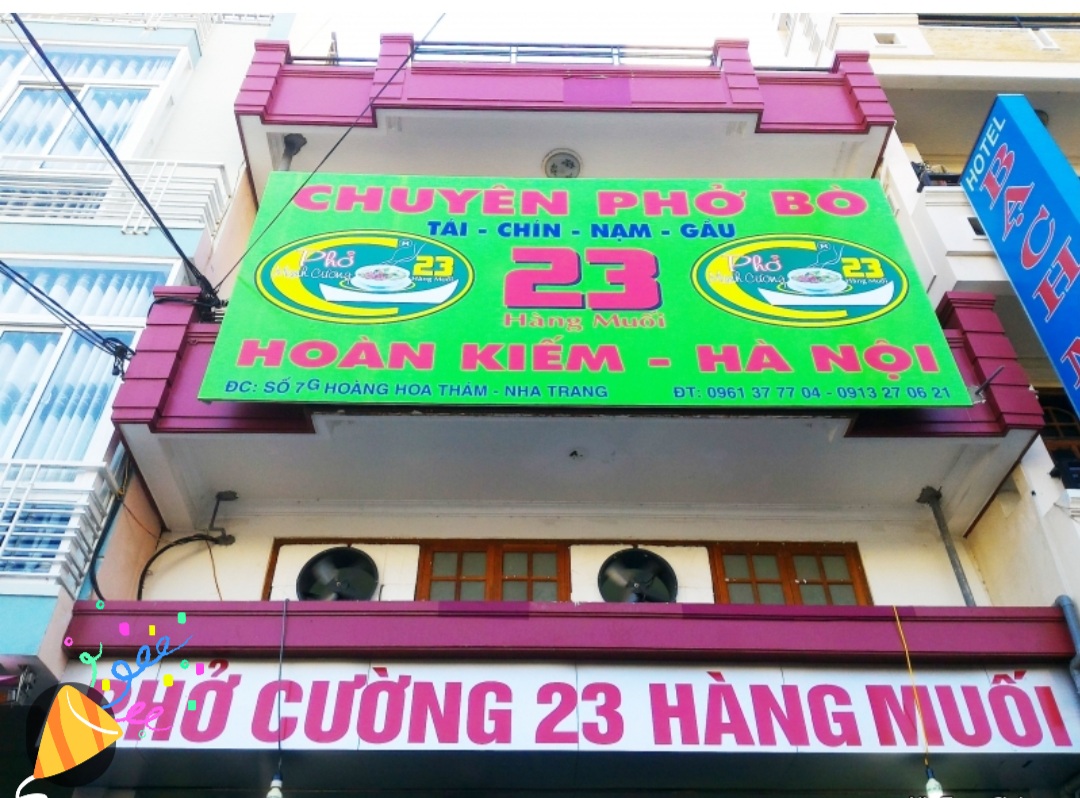 CHUYÊN PHỞ BÒ
TÁI - CHÍN - NẠM - GẦU
Phở
Mạnh Cường
23
Hàng Muối
23
Hàng Muối
Phở
Mạnh Cường
23
Hàng Muối
HOÀN KIẾM - HÀ NỘI
ĐC: SỐ 7G HOÀNG HOA THÁM - NHA TRANG
ĐT: 0961 37 77 04 - 0913 27 06 21
HOTEL
BẠCH
PHỞ CƯỜNG 23 HÀNG MUỐI